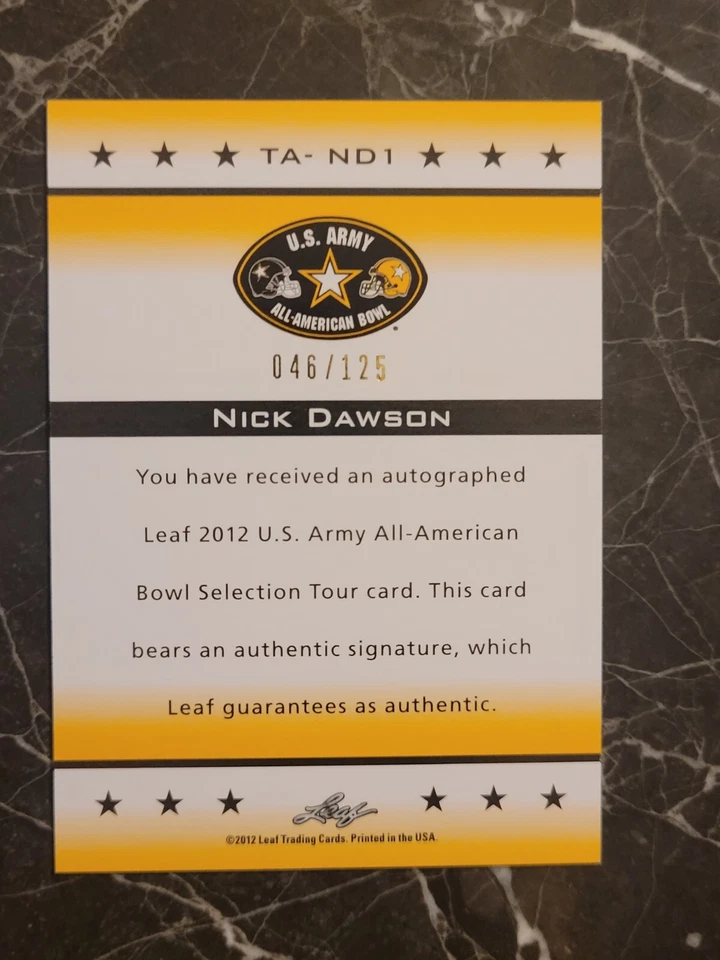 TA- ND1
U.S. ARMY
ALL-AMERICAN BOWL
046/125
NICK DAWSON
You have received an autographed
Leaf 2012 U.S. Army All-American
Bowl Selection Tour card. This card
bears an authentic signature, which
Leaf guarantees as authentic.
Leaf
©2012 Leaf Trading Cards. Printed in the USA.